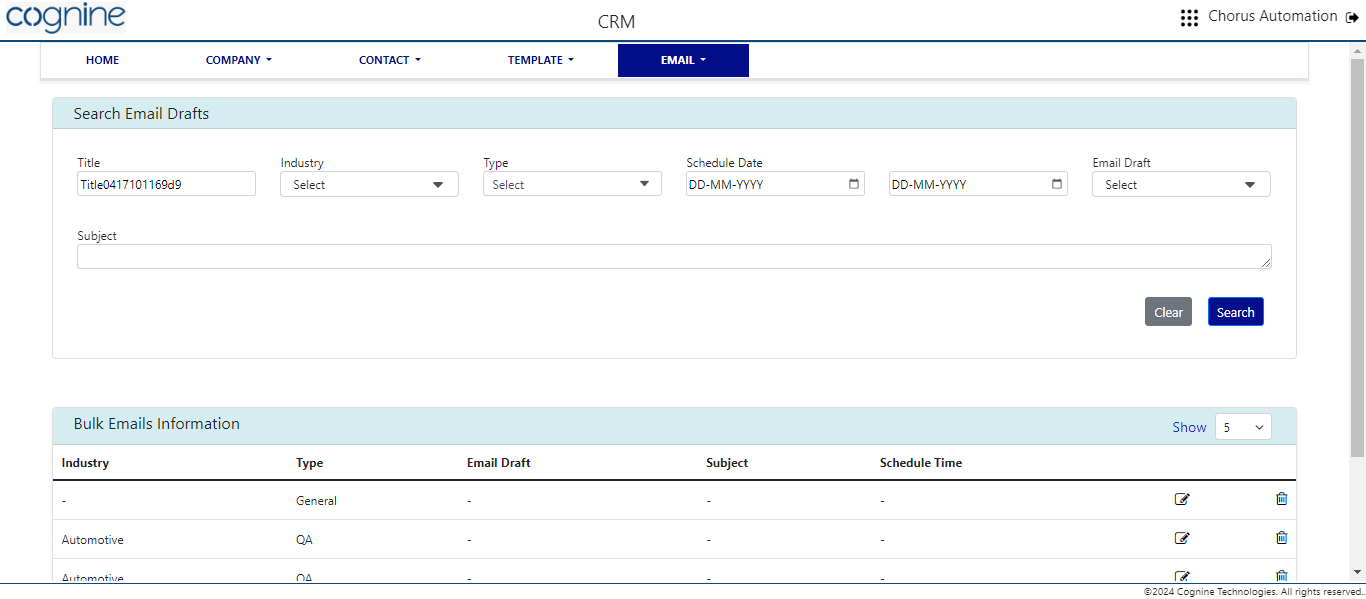 cognine
CRM
Chorus Automation
HOME COMPANY CONTACT TEMPLATE EMAIL
Search Email Drafts
Title Industry Type Schedule Date Email Draft
Title0417101169d9 Select Select DD-MM-YYYY DD-MM-YYYY Select
Subject
Clear Search
Bulk Emails Information Show 5
Industry Type Email Draft Subject Schedule Time
- General - - -
Automotive QA - - -
Automotive QA - - -
©2024 Cognine Technologies. All rights reserved..